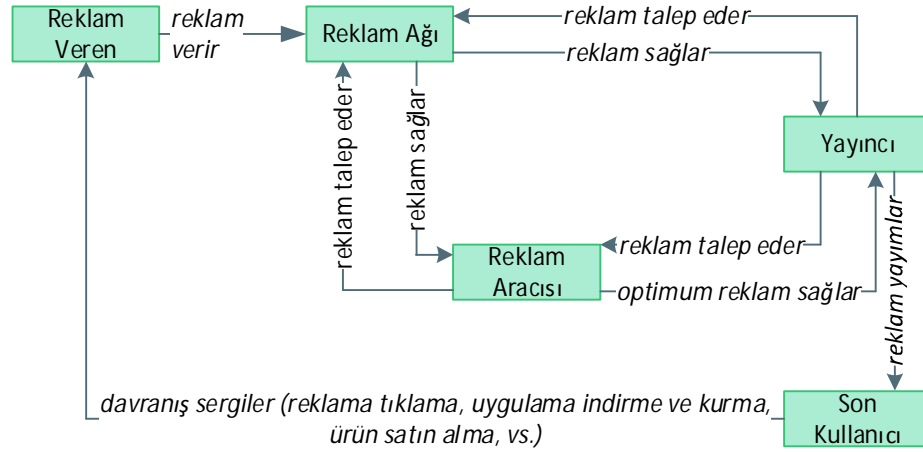 Reklam
Veren
reklam
verir
Reklam Ağı
reklam talep eder
reklam sağlar
Yayıncı
reklam talep eder
reklam sağlar
reklam talep eder
Reklam
Aracısı
optimum reklam sağlar
reklam yayımlar
davranış sergiler (reklama tıklama, uygulama indirme ve kurma,
ürün satın alma, vs.)
Son
Kullanıcı